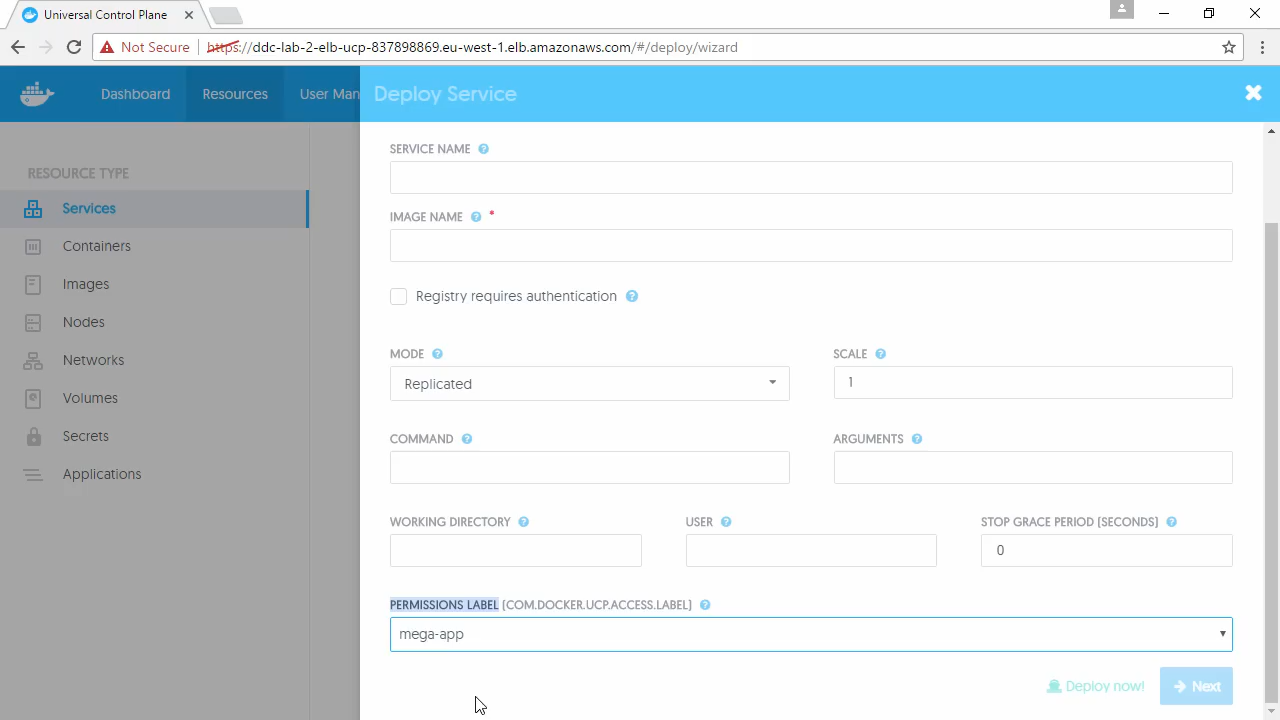 Universal Control Plane
Not Secure https://ddc-lab-2-elb-ucp-837898869.eu-west-1.elb.amazonaws.com/#/deploy/wizard
Dashboard Resources User Man Deploy Service
RESOURCE TYPE
Services
Containers
Images
Nodes
Networks
Volumes
Secrets
Applications
SERVICE NAME ?
IMAGE NAME ? *
Registry requires authentication ?
MODE ? SCALE ?
Replicated 1
COMMAND ? ARGUMENTS ?
WORKING DIRECTORY ? USER ? STOP GRACE PERIOD (SECONDS) ?
0
PERMISSIONS LABEL (COM.DOCKER.UCP.ACCESS.LABEL) ?
mega-app
Deploy now! Next